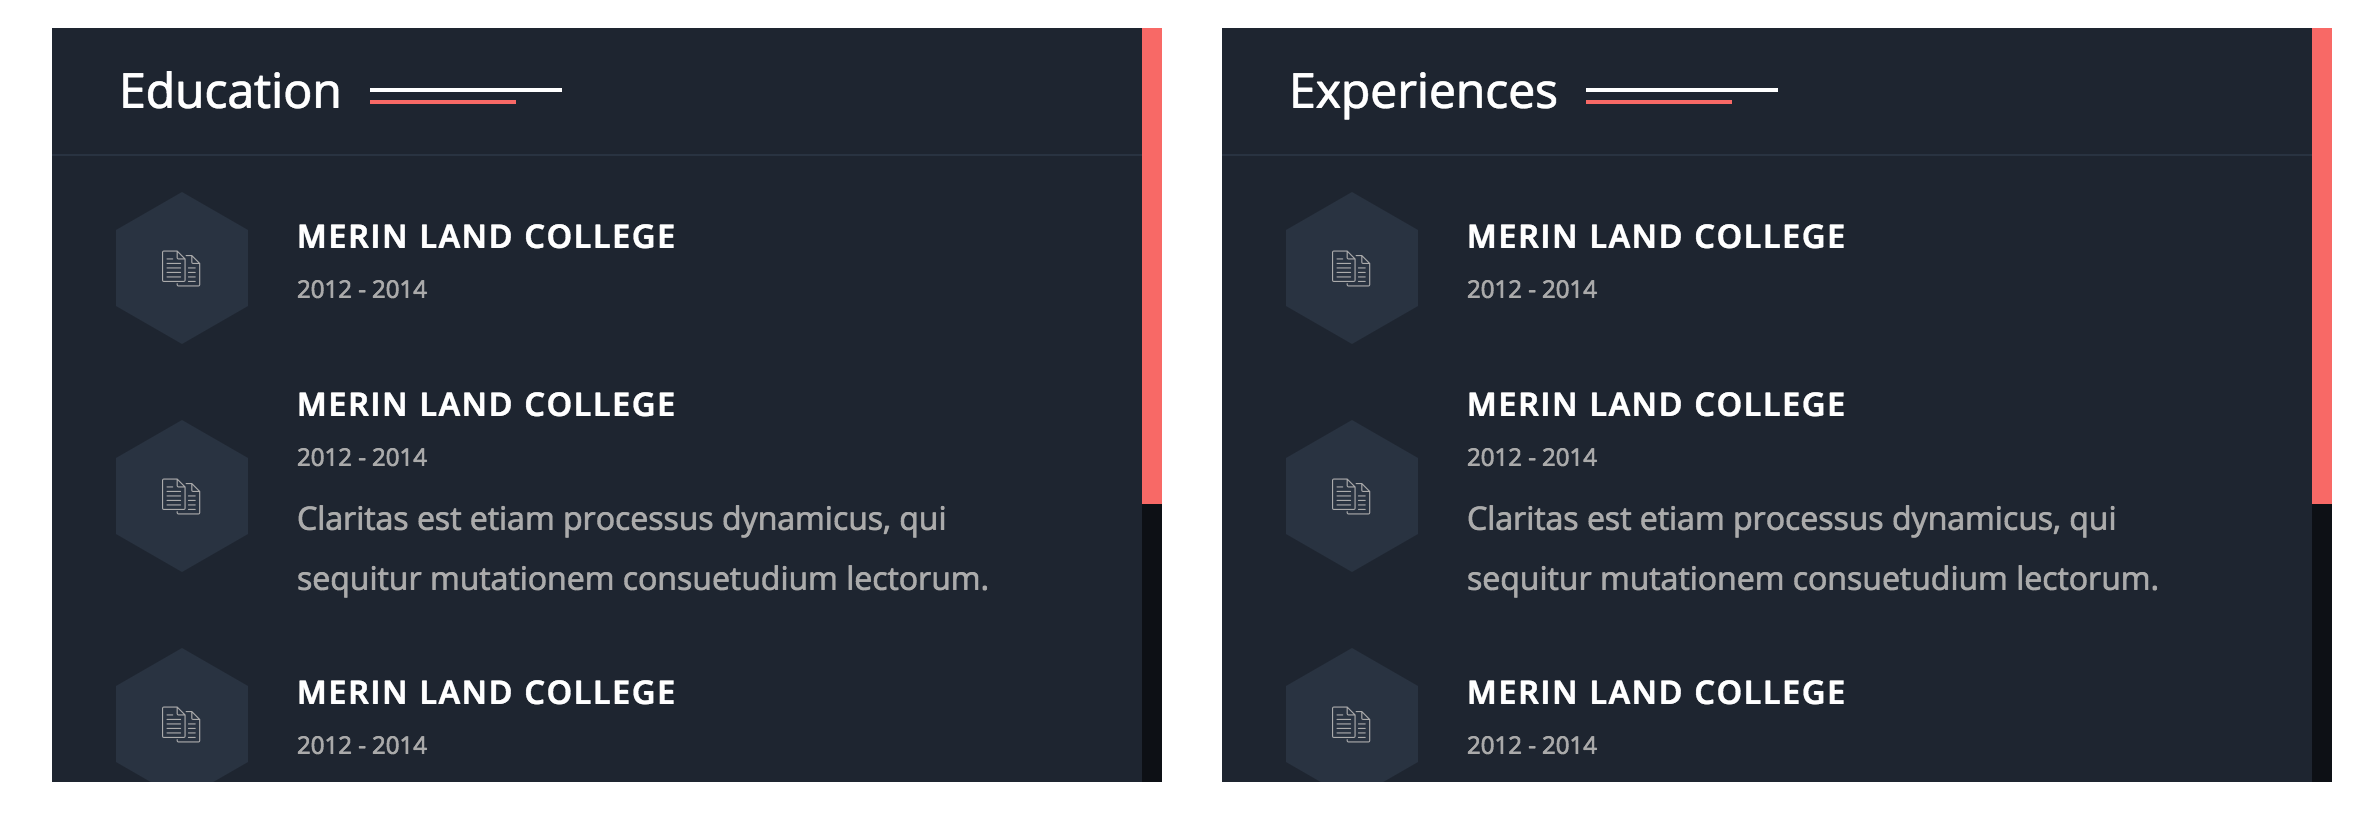 Education
MERIN LAND COLLEGE
2012 - 2014
MERIN LAND COLLEGE
2012 - 2014
Claritas est etiam processus dynamicus, qui
sequitur mutationem consuetudium lectorum.
MERIN LAND COLLEGE
2012 - 2014
Experiences
MERIN LAND COLLEGE
2012 - 2014
MERIN LAND COLLEGE
2012 - 2014
Claritas est etiam processus dynamicus, qui
sequitur mutationem consuetudium lectorum.
MERIN LAND COLLEGE
2012 - 2014